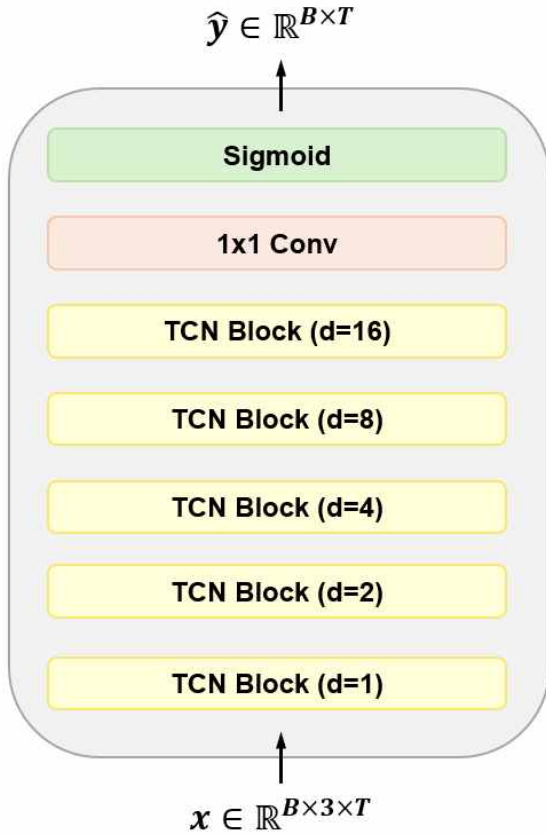 ŷ ∈ ℝ^{B×T}
Sigmoid
1x1 Conv
TCN Block (d=16)
TCN Block (d=8)
TCN Block (d=4)
TCN Block (d=2)
TCN Block (d=1)
x ∈ ℝ^{B×3×T}